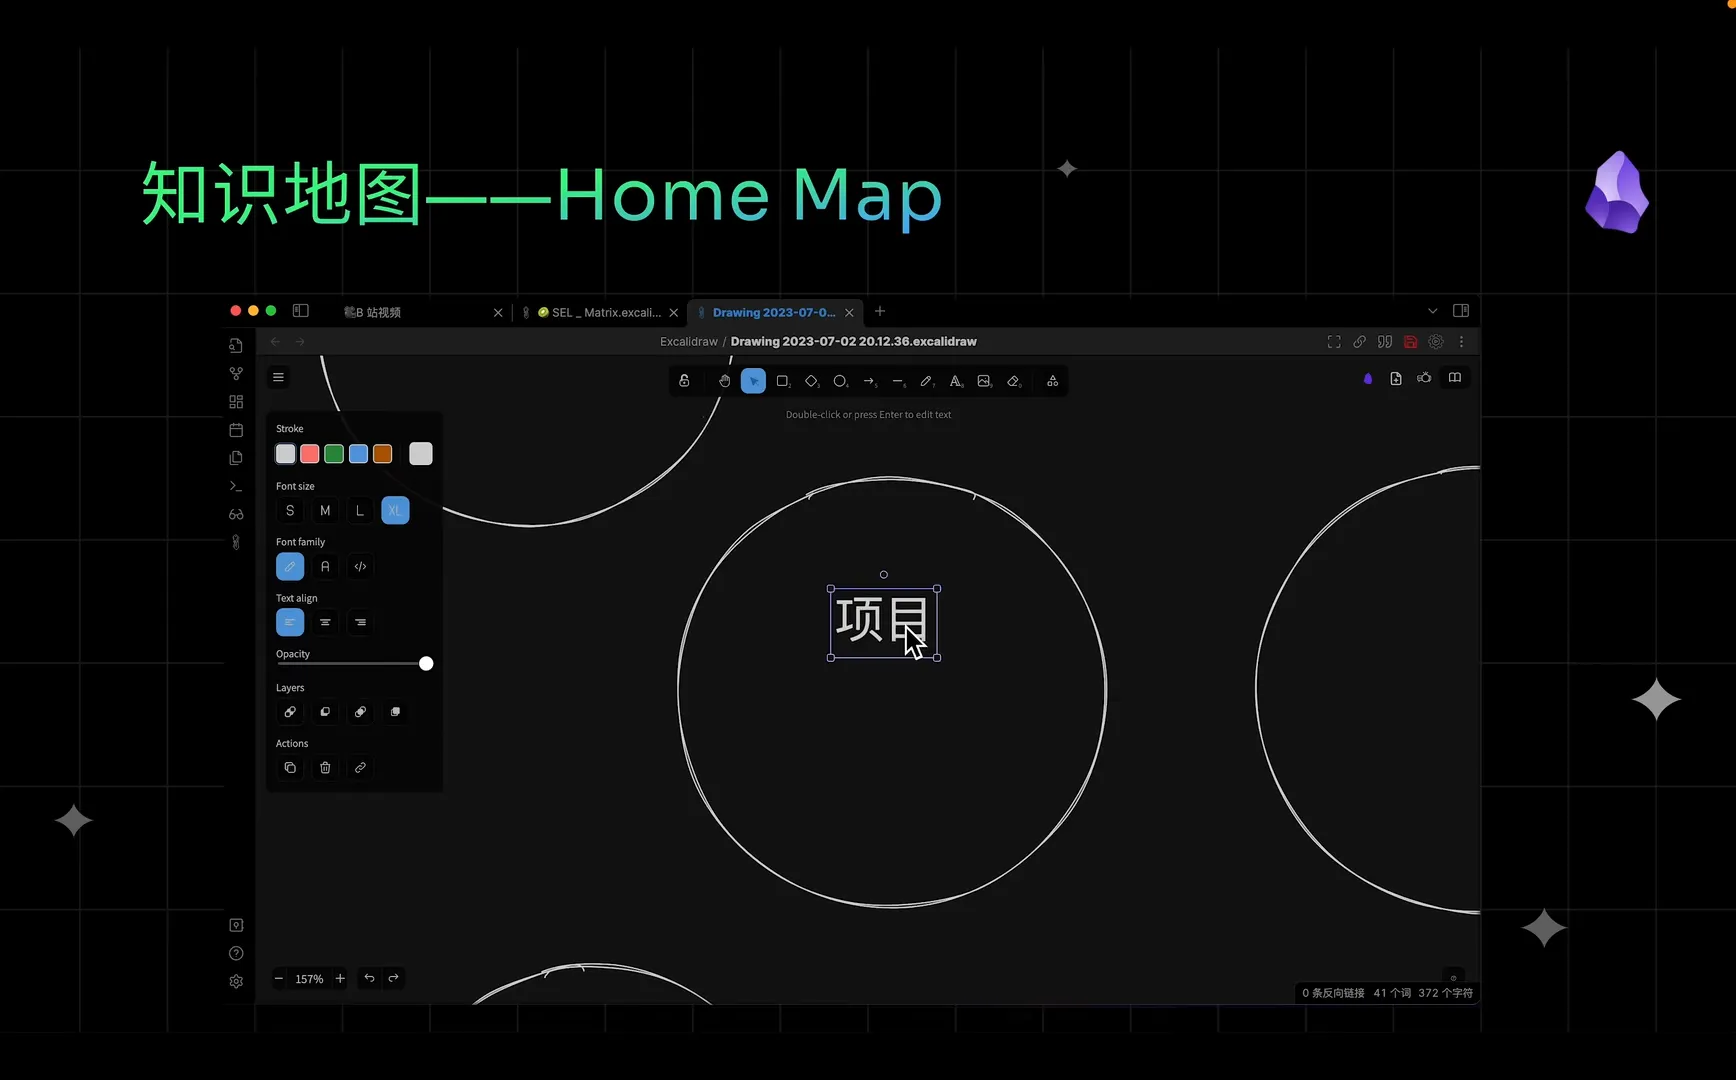 知识地图——Home Map
B 站视频
SEL _ Matrix.excali...
Drawing 2023-07-0...
Excalidraw / Drawing 2023-07-02 20.12.36.excalidraw
Double-click or press Enter to edit text
Stroke
Font size
S M L XL
Font family
Text align
Opacity
Layers
Actions
项目
157%
0 条反向链接 41 个词 372 个字符